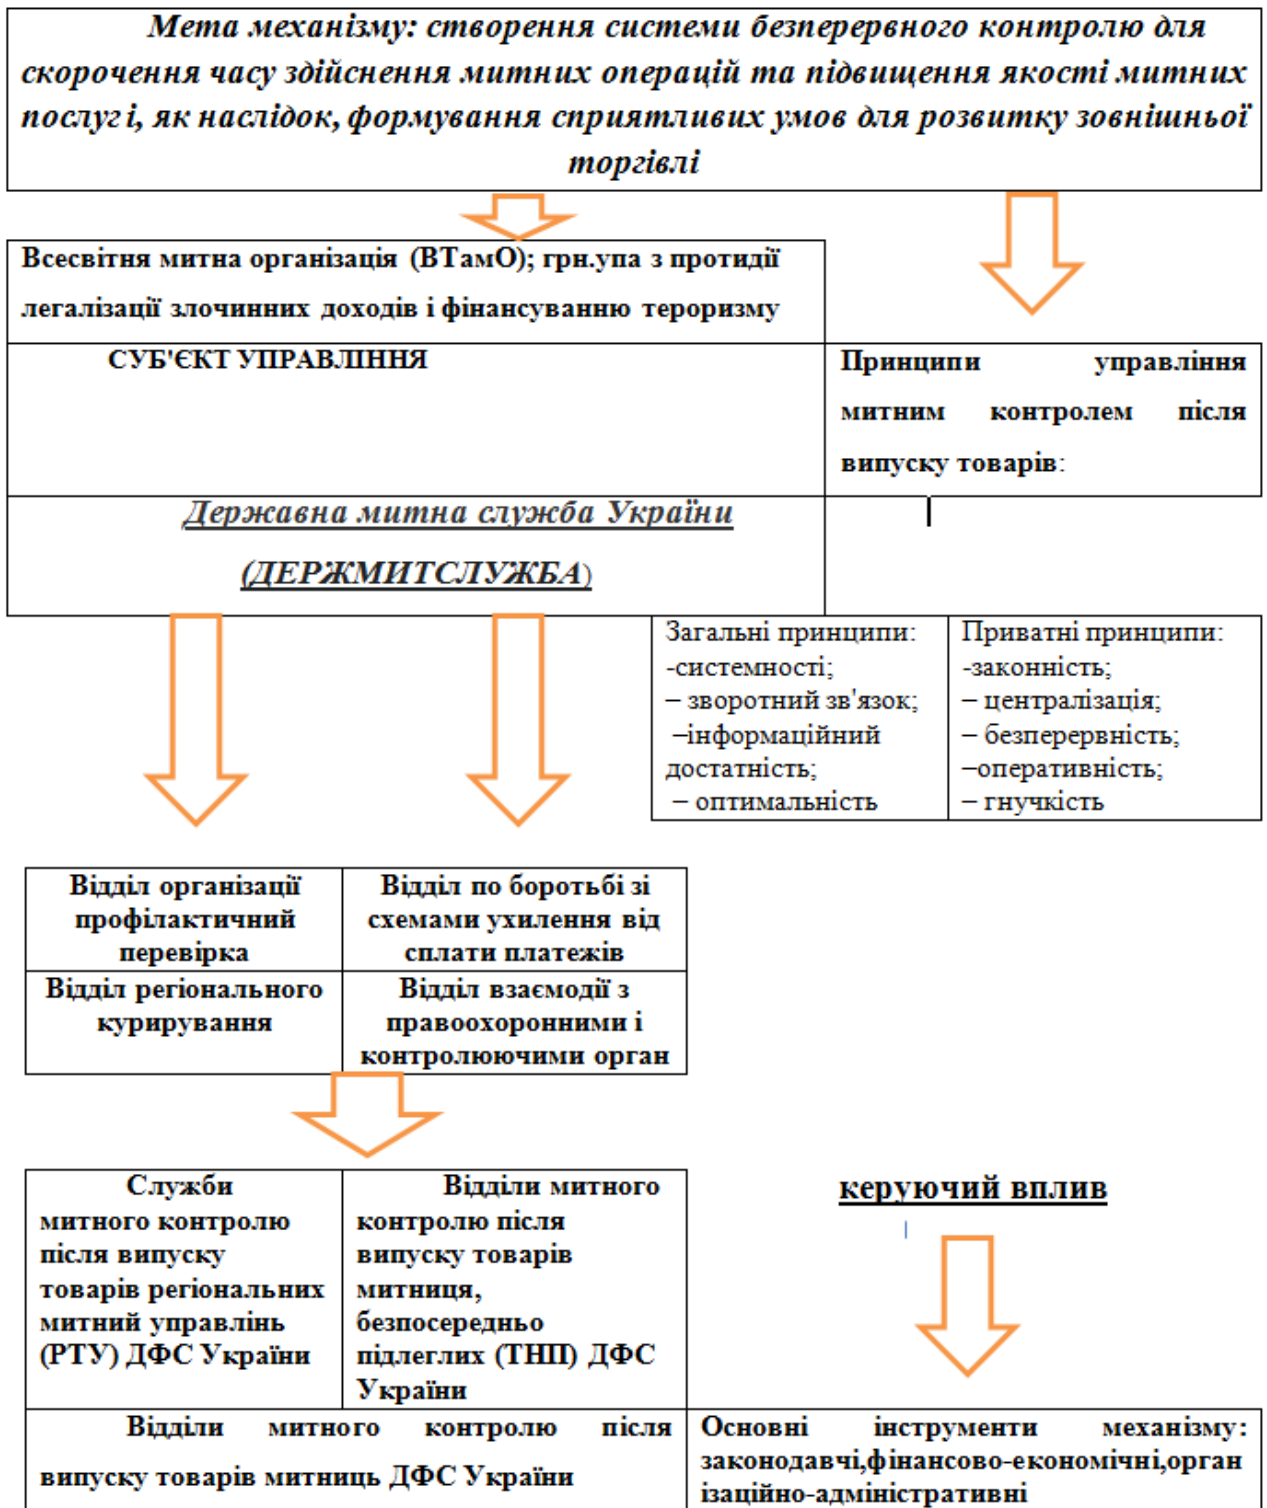 Мета механізму: створення системи безперервного контролю для
скорочення часу здійснення митних операцій та підвищення якості митних
послуг і, як наслідок, формування сприятливих умов для розвитку зовнішньої
торгівлі
Всесвітня митна організація (ВТамО); грн.упа з протидії
легалізації злочинних доходів і фінансуванню тероризму
СУБ'ЄКТ УПРАВЛІННЯ
Принципи управління
митним контролем після
випуску товарів:
Державна митна служба України
(ДЕРЖМИТСЛУЖБА)
Загальні принципи:
-системності;
– зворотний зв'язок;
–інформаційний
достатність;
– оптимальність
Приватні принципи:
-законність;
– централізація;
– безперервність;
–оперативність;
– гнучкість
Відділ організації
профілактичний
перевірка
Відділ по боротьбі зі
схемами ухилення від
сплати платежів
Відділ регіонального
курирування
Відділ взаємодії з
правоохоронними і
контролюючими орган
Служби
митного контролю
після випуску
товарів регіональних
митний управлінь
(РТУ) ДФС України
Відділи митного
контролю після
випуску товарів
митниця,
безпосередньо
підлеглих (ТНП) ДФС
України
керуючий вплив
Відділи митного контролю після
випуску товарів митниць ДФС України
Основні інструменти механізму:
законодавчі,фінансово-економічні,орган
ізаційно-адміністративні